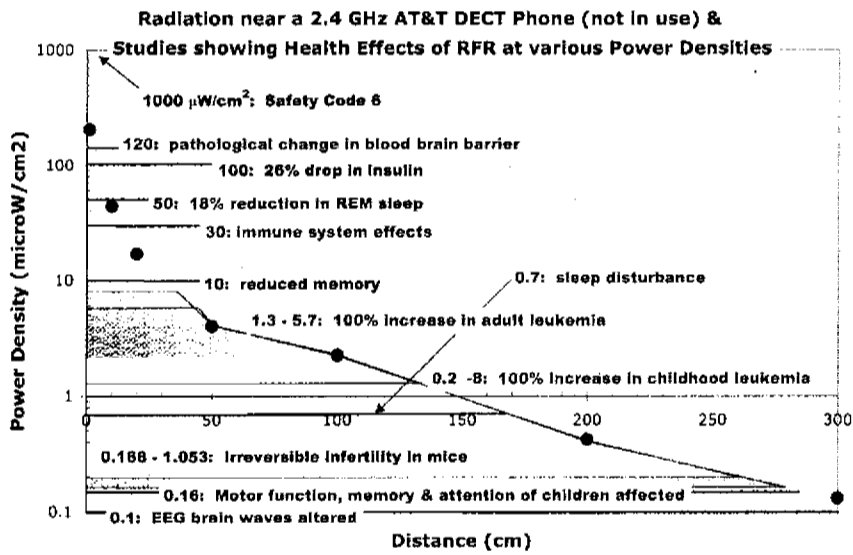 Radiation near a 2.4 GHz AT&T DECT Phone (not in use) &
Studies showing Health Effects of RFR at various Power Densities
1000
1000 µW/cm2: Safety Code 6
120: pathological change in blood brain barrier
100
100: 26% drop in insulin
50: 18% reduction in REM sleep
30: immune system effects
10
10: reduced memory
0.7: sleep disturbance
1.3 - 5.7: 100% increase in adult leukemia
0.2 -8: 100% increase in childhood leukemia
1
0 50 100 150 200 250 300
0.168 - 1.053: Irreversible infertility in mice
0.16: Motor function, memory & attention of children affected
0.1
0.1: EEG brain waves altered
Power Density (microW/cm2)
Distance (cm)